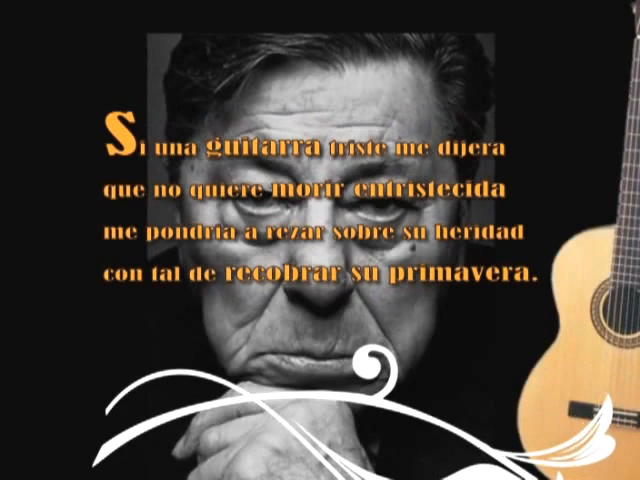 Si una guitarra triste me dijera
que no quiere morir entristecida
me pondría a rezar sobre su heridad
con tal de recobrar su primavera.